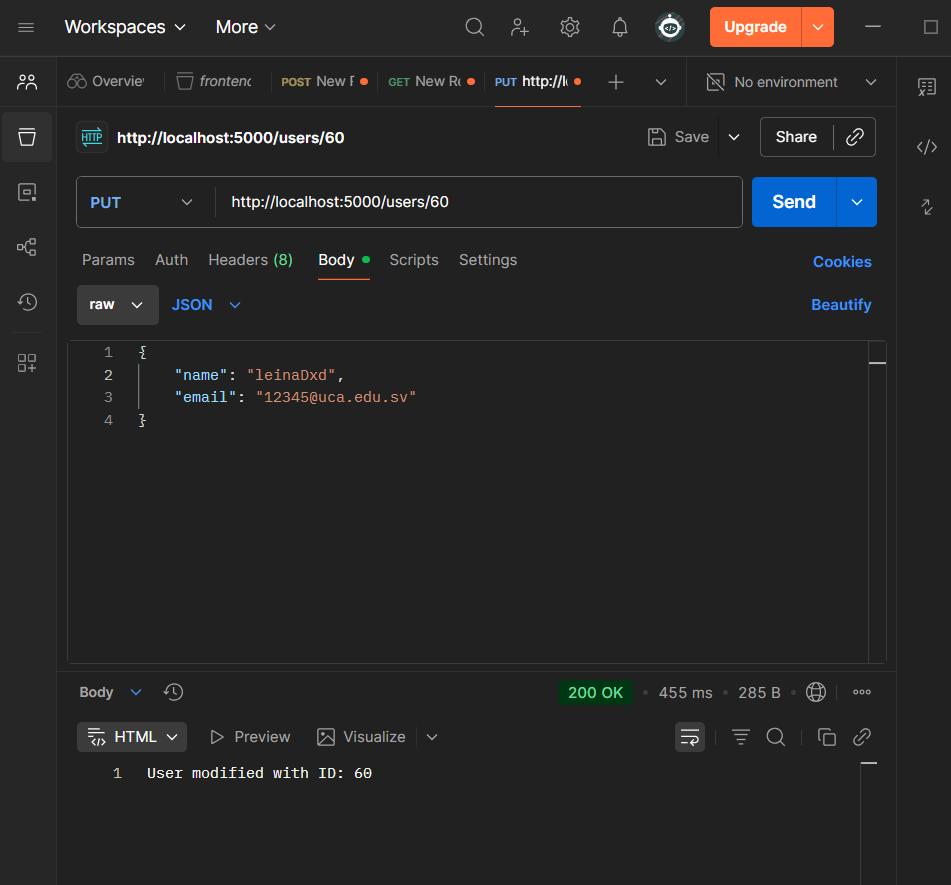 Workspaces More Upgrade
Overvie frontenc POST New F GET New Re PUT http://l No environment
HTTP http://localhost:5000/users/60 Save Share
PUT http://localhost:5000/users/60 Send
Params Auth Headers (8) Body Scripts Settings Cookies
raw JSON Beautify
1 {
2 "name": "leinaDxd",
3 "email": "12345@uca.edu.sv"
4 }
Body 200 OK 455 ms 285 B
HTML Preview Visualize
1 User modified with ID: 60